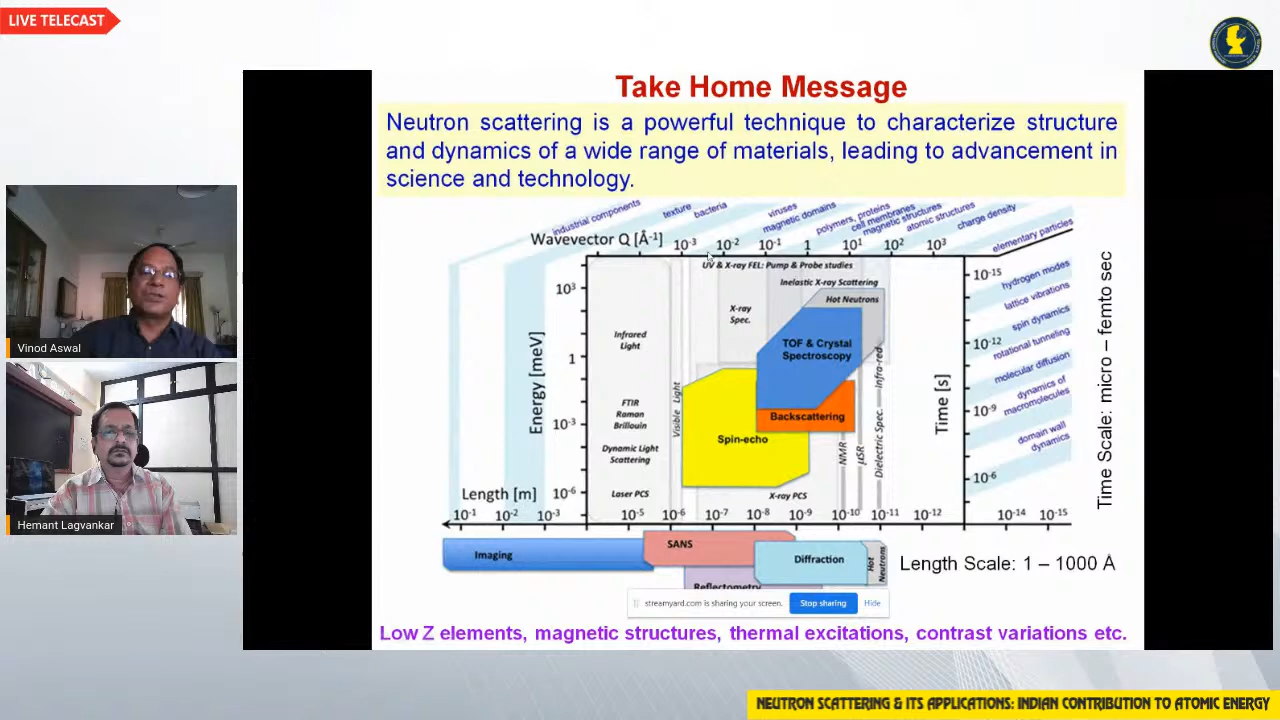 LIVE TELECAST
Take Home Message
Neutron scattering is a powerful technique to characterize structure
and dynamics of a wide range of materials, leading to advancement in
science and technology.
industrial components
texture
bacteria
viruses
magnetic domains
polymers, proteins
cell membranes
magnetic structures
atomic structures
charge density
elementary particles
Wavevector Q [Å⁻¹]
10⁻³ 10⁻² 10⁻¹ 1 10¹ 10² 10³
UV & X-ray FEL: Pump & Probe studies
Inelastic X-ray Scattering
Hot Neutrons
X-ray
Spec.
Infrared
Light
TOF & Crystal
Spectroscopy
FTIR
Raman
Brillouin
Visible Light
Backscattering
Spin-echo
Dynamic Light
Scattering
NMR
µSR
Dielectric Spec.
Infra-red
Laser PCS
X-ray PCS
Energy [meV]
10³
1
10⁻³
10⁻⁶
Time [s]
10⁻¹⁵
10⁻¹²
10⁻⁹
10⁻⁶
hydrogen modes
lattice vibrations
spin dynamics
rotational tunneling
molecular diffusion
dynamics of
macromolecules
domain wall
dynamics
Time Scale: micro – femto sec
Length [m]
10⁻¹ 10⁻² 10⁻³ 10⁻⁵ 10⁻⁶ 10⁻⁷ 10⁻⁸ 10⁻⁹ 10⁻¹⁰ 10⁻¹¹ 10⁻¹² 10⁻¹⁴ 10⁻¹⁵
Imaging
SANS
Diffraction
Hot
Neutrons
Reflectometry
Length Scale: 1 – 1000 Å
streamyard.com is sharing your screen.
Stop sharing
Hide
Low Z elements, magnetic structures, thermal excitations, contrast variations etc.
Vinod Aswal
Hemant Lagvankar
NEUTRON SCATTERING & ITS APPLICATIONS: INDIAN CONTRIBUTION TO ATOMIC ENERGY